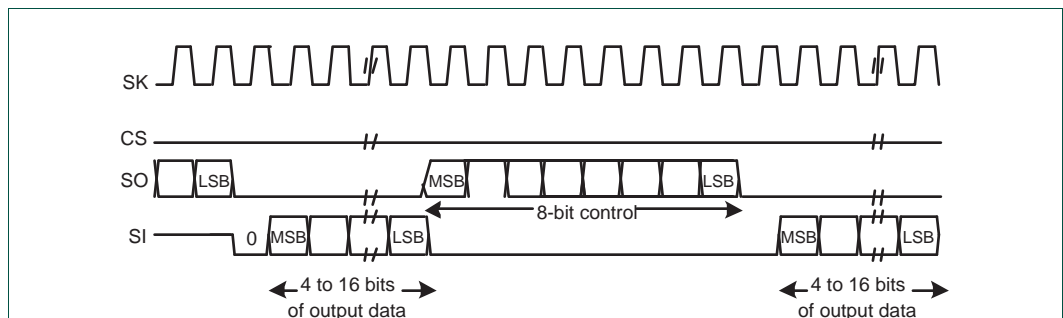 SK
CS
SO LSB MSB LSB
8-bit control
SI 0 MSB LSB MSB LSB
4 to 16 bits 4 to 16 bits
of output data of output data